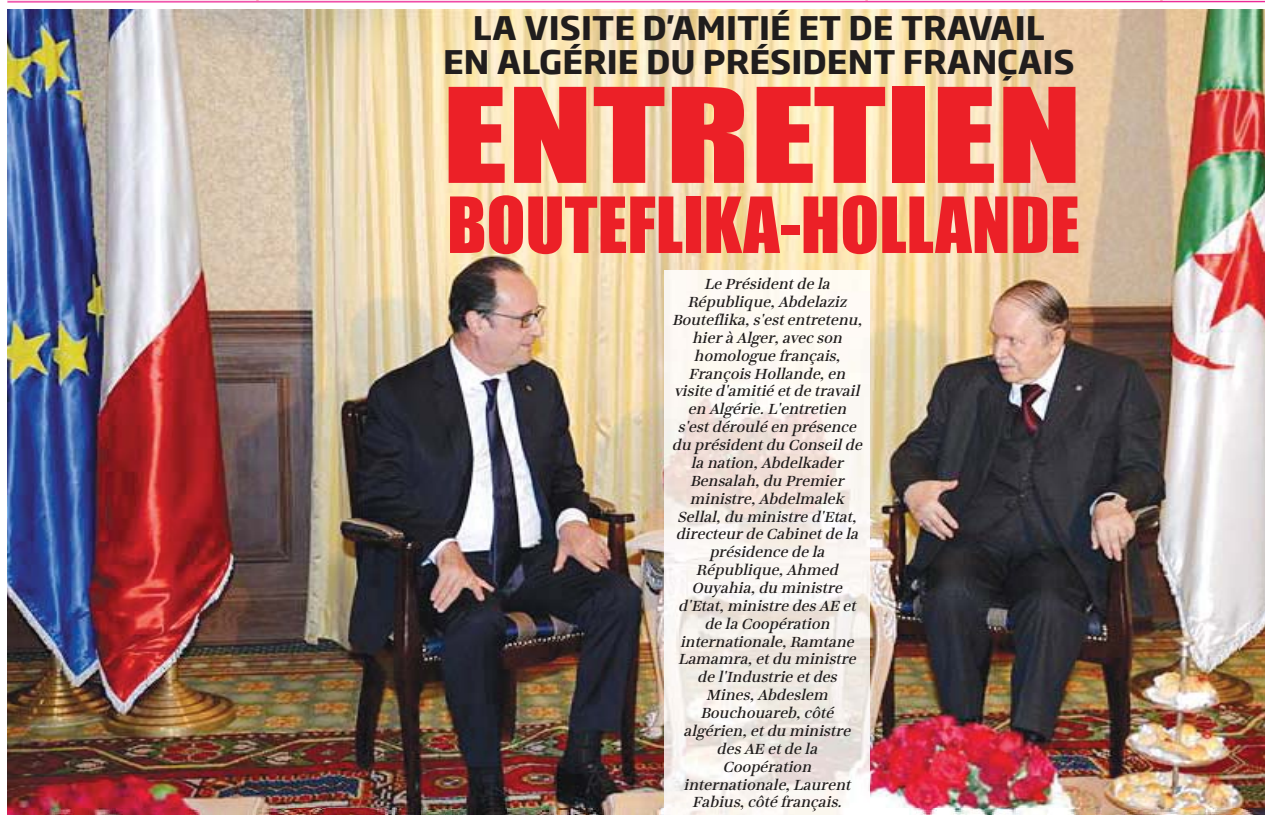 LA VISITE D'AMITIÉ ET DE TRAVAIL
EN ALGÉRIE DU PRÉSIDENT FRANÇAIS
ENTRETIEN
BOUTEFLIKA-HOLLANDE
Le Président de la
République, Abdelaziz
Bouteflika, s'est entretenu,
hier à Alger, avec son
homologue français,
François Hollande, en
visite d'amitié et de travail
en Algérie. L'entretien
s'est déroulé en présence
du président du Conseil de
la nation, Abdelkader
Bensalah, du Premier
ministre, Abdelmalek
Sellal, du ministre d'Etat,
directeur de Cabinet de la
présidence de la
République, Ahmed
Ouyahia, du ministre
d'Etat, ministre des AE et
de la Coopération
internationale, Ramtane
Lamamra, et du ministre
de l'Industrie et des
Mines, Abdeslem
Bouchouareb, côté
algérien, et du ministre
des AE et de la
Coopération
internationale, Laurent
Fabius, côté français.